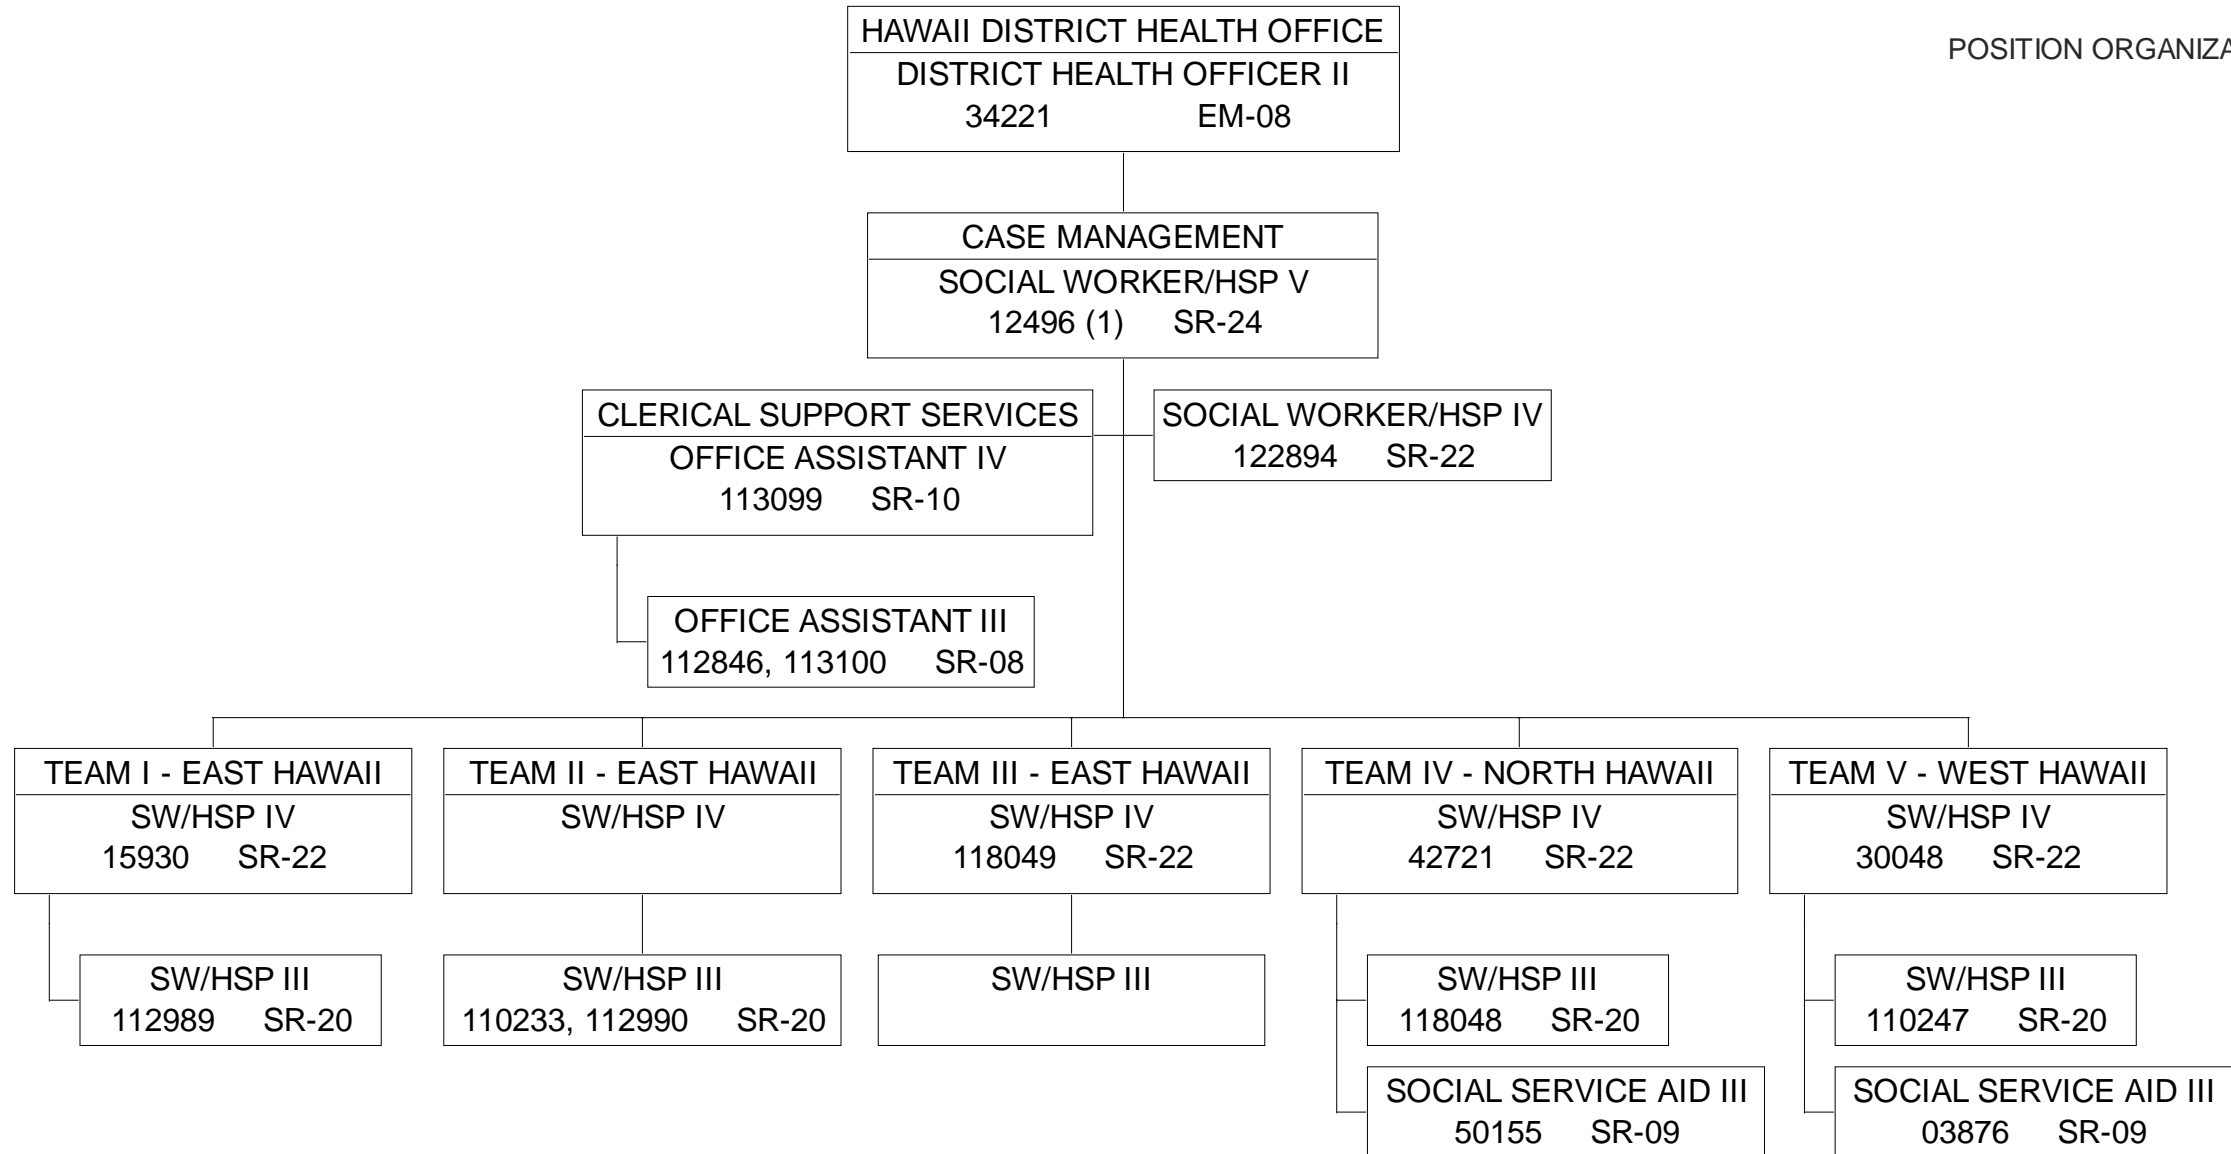 HAWAII DISTRICT HEALTH OFFICE
DISTRICT HEALTH OFFICER II
34221 EM-08
POSITION ORGANIZA
CASE MANAGEMENT
SOCIAL WORKER/HSP V
12496 (1) SR-24
CLERICAL SUPPORT SERVICES
OFFICE ASSISTANT IV
113099 SR-10
SOCIAL WORKER/HSP IV
122894 SR-22
OFFICE ASSISTANT III
112846, 113100 SR-08
TEAM I - EAST HAWAII
SW/HSP IV
15930 SR-22
TEAM II - EAST HAWAII
SW/HSP IV
TEAM III - EAST HAWAII
SW/HSP IV
118049 SR-22
TEAM IV - NORTH HAWAII
SW/HSP IV
42721 SR-22
TEAM V - WEST HAWAII
SW/HSP IV
30048 SR-22
SW/HSP III
112989 SR-20
SW/HSP III
110233, 112990 SR-20
SW/HSP III
SW/HSP III
118048 SR-20
SW/HSP III
110247 SR-20
SOCIAL SERVICE AID III
50155 SR-09
SOCIAL SERVICE AID III
03876 SR-09